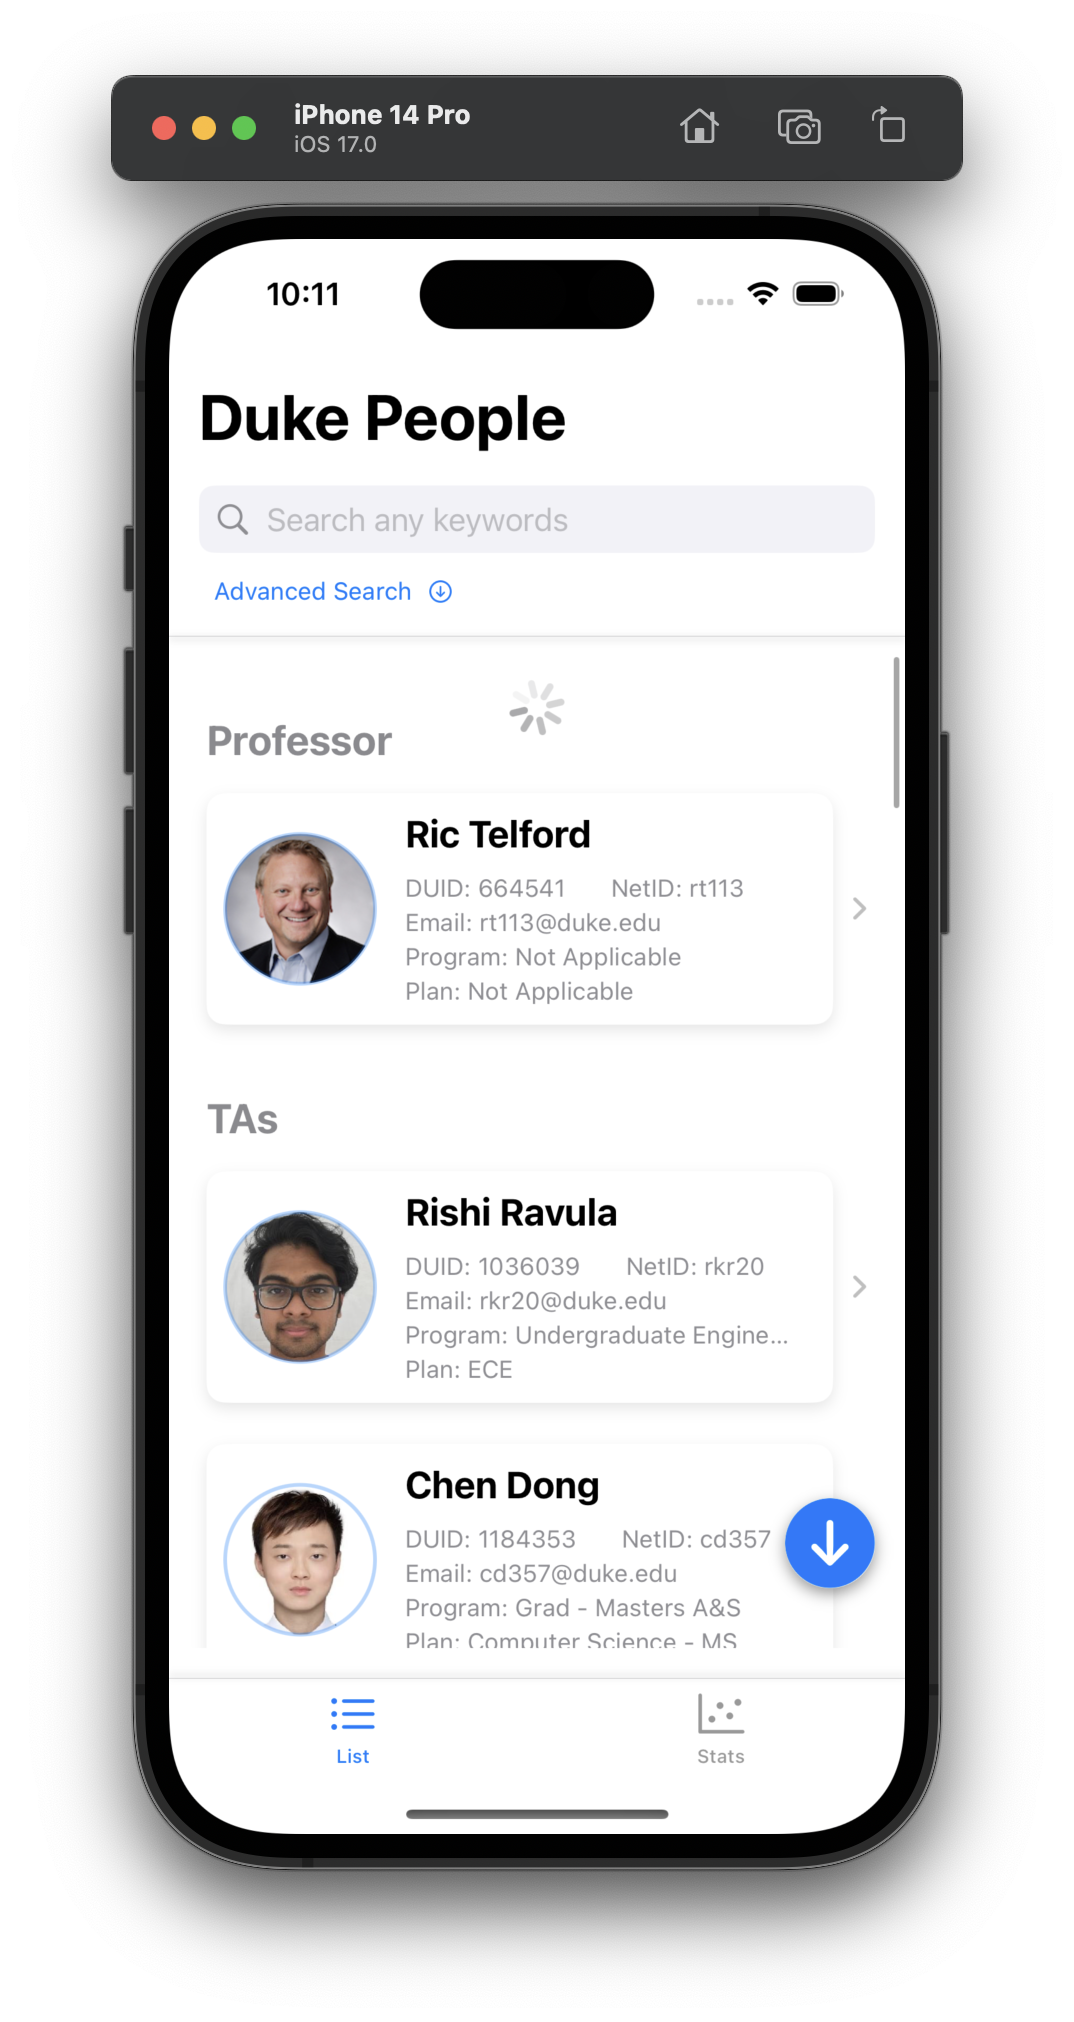 iPhone 14 Pro
iOS 17.0
10:11
Duke People
Search any keywords
Advanced Search
Professor
Ric Telford
DUID: 664541 NetID: rt113
Email: rt113@duke.edu
Program: Not Applicable
Plan: Not Applicable
TAs
Rishi Ravula
DUID: 1036039 NetID: rkr20
Email: rkr20@duke.edu
Program: Undergraduate Engine...
Plan: ECE
Chen Dong
DUID: 1184353 NetID: cd357
Email: cd357@duke.edu
Program: Grad - Masters A&S
Plan: Computer Science - MS
List
Stats